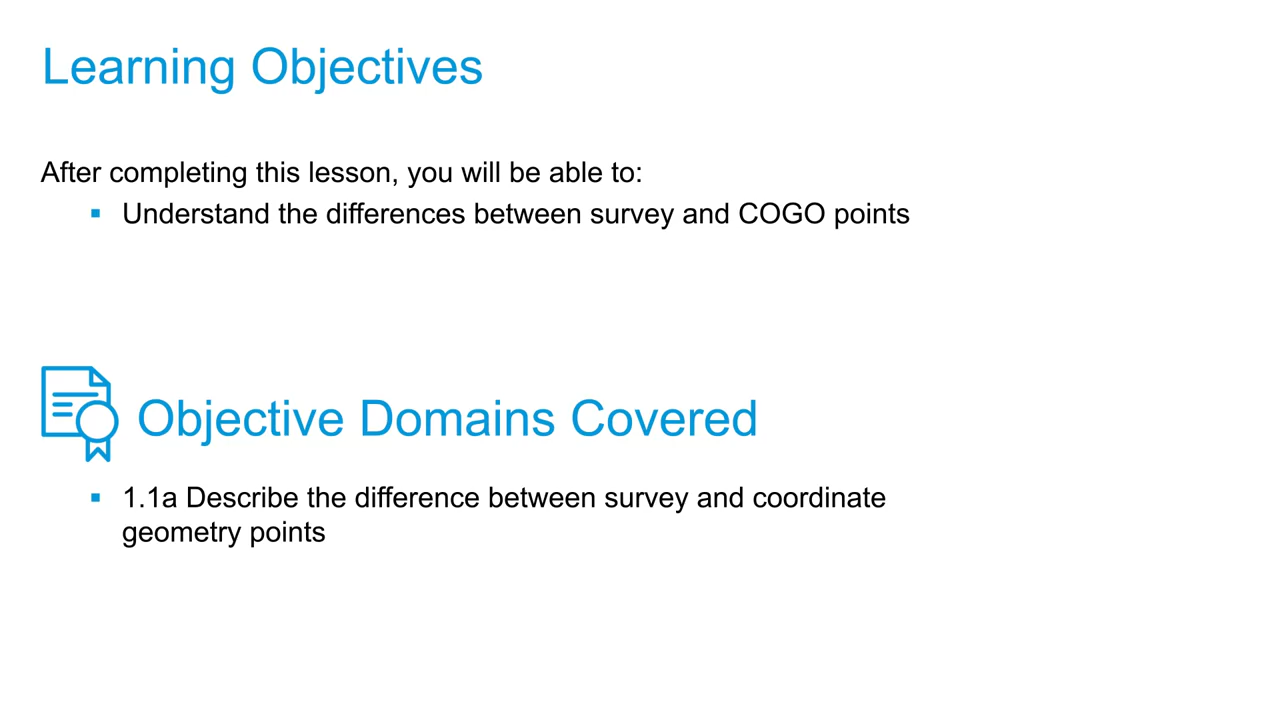 Learning Objectives
After completing this lesson, you will be able to:
▪ Understand the differences between survey and COGO points
Objective Domains Covered
▪ 1.1a Describe the difference between survey and coordinate
geometry points